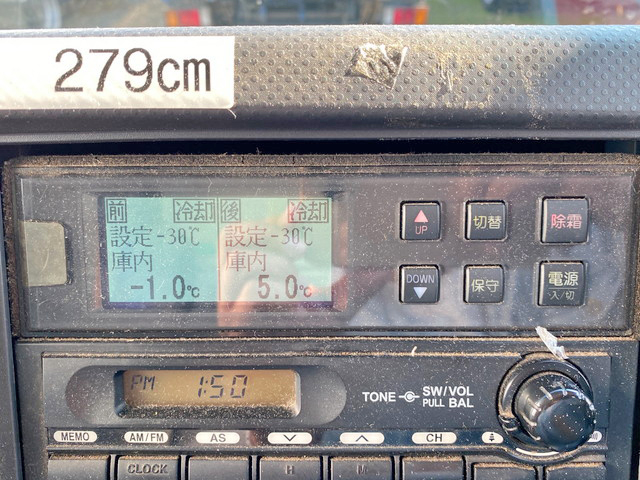 279cm
前 冷却 後 冷却
設定 -30℃ 設定 -30℃
庫内 庫内
-1.0℃ 5.0℃
▲ UP 切替 除霜
DOWN ▼ 保守 電源 入/切
PM 1:50
TONE SW/VOL
PULL BAL
MEMO AM/FM AS CH
CLOCK H M